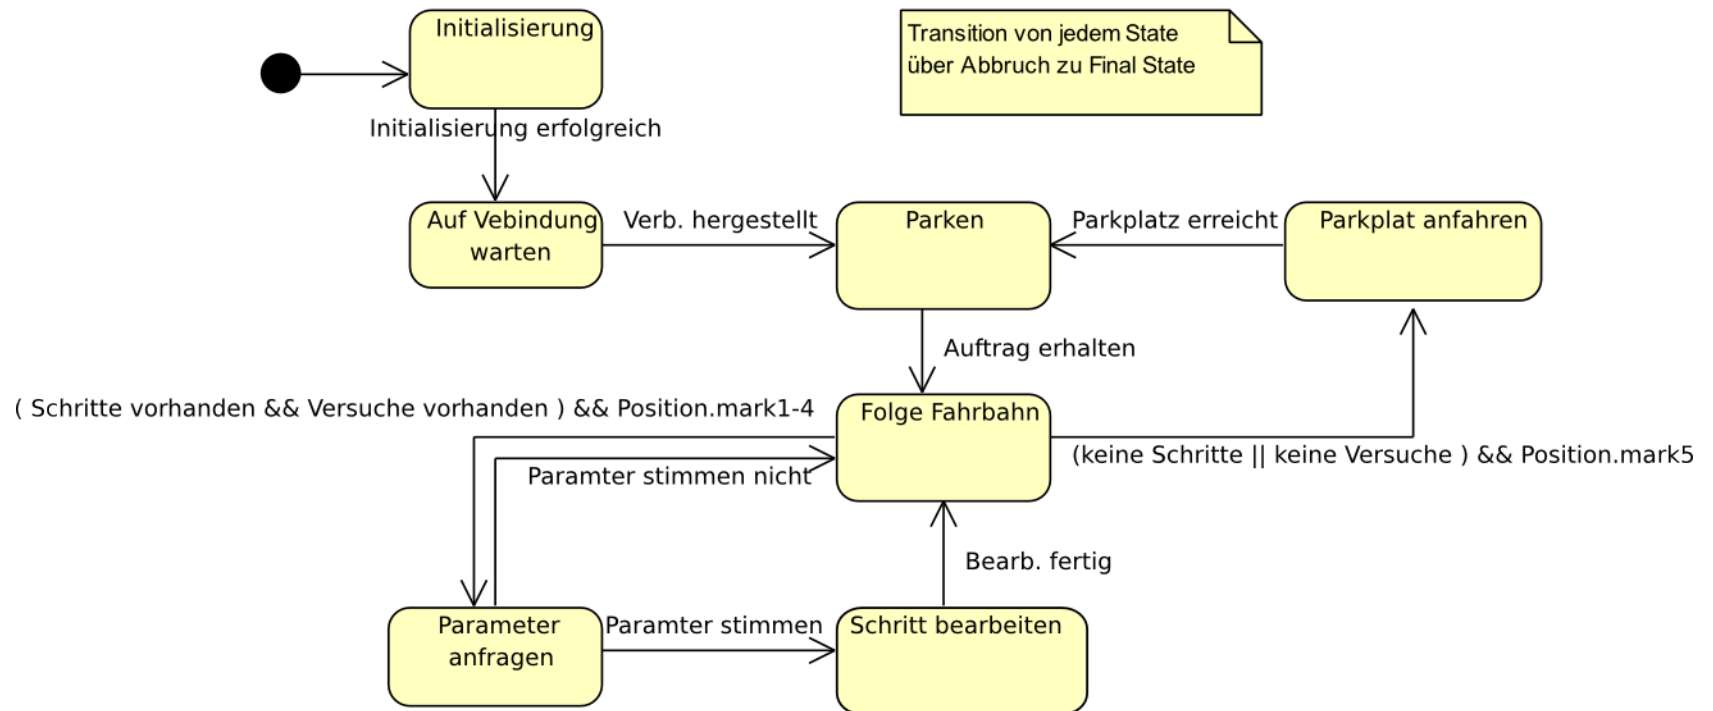 Initialisierung
Transition von jedem State
über Abbruch zu Final State
Initialisierung erfolgreich
Auf Vebindung
warten
Verb. hergestellt
Parken
Parkplatz erreicht
Parkplat anfahren
Auftrag erhalten
( Schritte vorhanden && Versuche vorhanden ) && Position.mark1-4
Folge Fahrbahn
(keine Schritte || keine Versuche ) && Position.mark5
Paramter stimmen nicht
Bearb. fertig
Parameter
anfragen
Paramter stimmen
Schritt bearbeiten